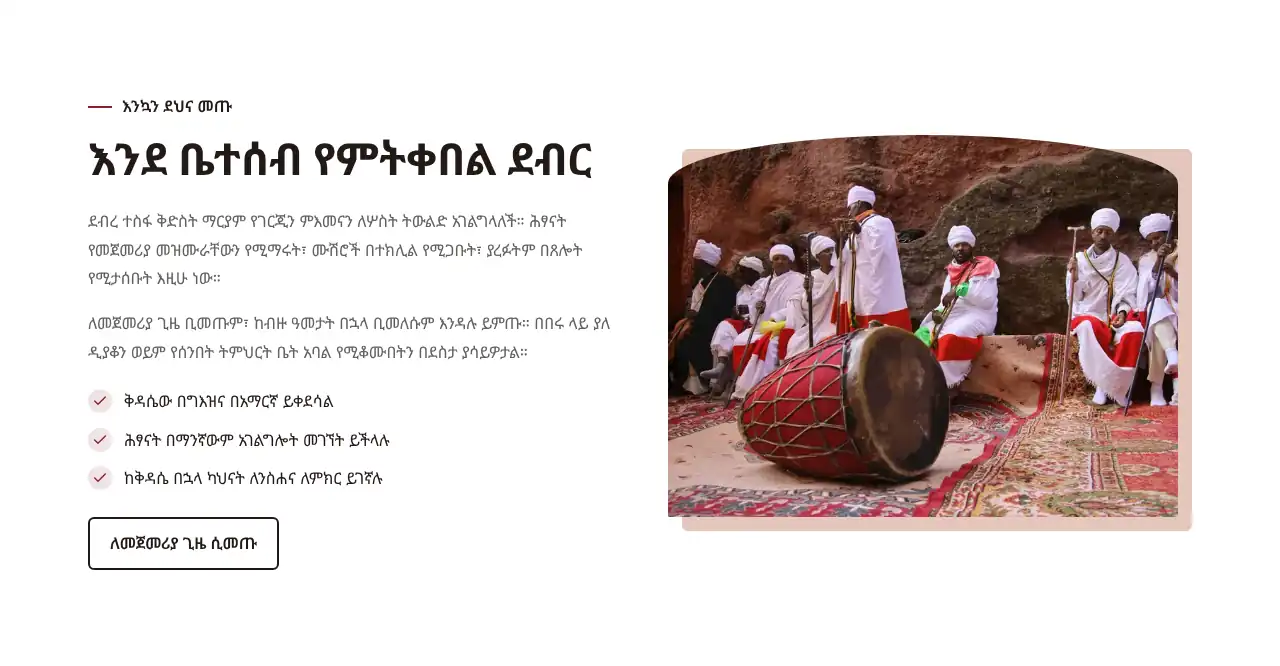 እንኳን ደህና መጡ
እንደ ቤተሰብ የምትቀበል ደብር
ደብረ ተስፋ ቅድስት ማርያም የገርጂን ምእመናን ለሦስት ትውልድ አገልግላለች። ሕፃናት
የመጀመሪያ መዝሙራቸውን የሚማሩት፣ ሙሽሮች በተክሊል የሚጋቡት፣ ያረፉትም በጸሎት
የሚታሰቡት እዚሁ ነው።
ለመጀመሪያ ጊዜ ቢመጡም፣ ከብዙ ዓመታት በኋላ ቢመለሱም እንዳሉ ይምጡ። በበሩ ላይ ያለ
ዲያቆን ወይም የሰንበት ትምህርት ቤት አባል የሚቆሙበትን በደስታ ያሳይዎታል።
ቅዳሴው በግእዝና በአማርኛ ይቀደሳል
ሕፃናት በማንኛውም አገልግሎት መገኘት ይችላሉ
ከቅዳሴ በኋላ ካህናት ለንስሐና ለምክር ይገኛሉ
ለመጀመሪያ ጊዜ ሲመጡ